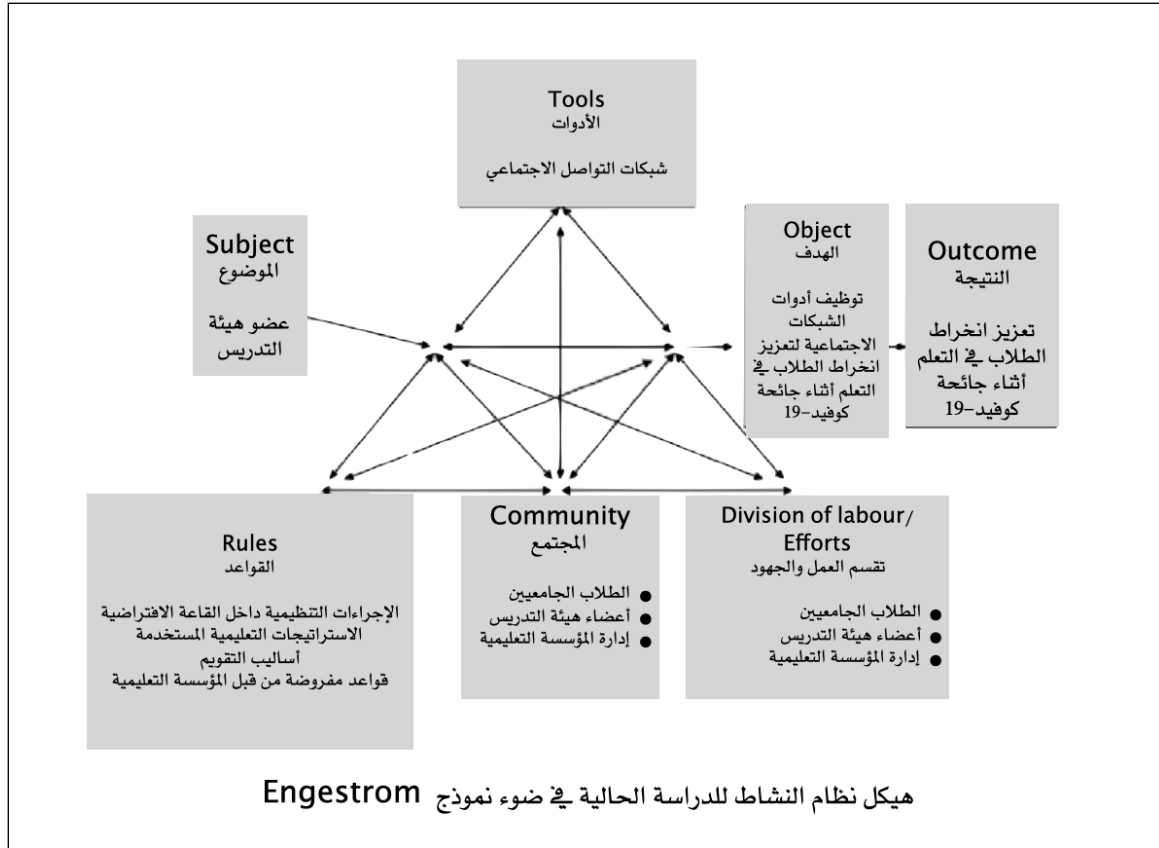 Tools
الأدوات
شبكات التواصل الاجتماعي
Subject
الموضوع
عضو هيئة
التدريس
Object
الهدف
توظيف أدوات
الشبكات
الاجتماعية لتعزيز
انخراط الطلاب في
التعلم أثناء جائحة
كوفيد-19
Outcome
النتيجة
تعزيز انخراط
الطلاب في التعلم
أثناء جائحة
كوفيد-19
Rules
القواعد
الإجراءات التنظيمية داخل القاعة الافتراضية
الاستراتيجات التعليمية المستخدمة
أساليب التقويم
قواعد مفروضة من قبل المؤسسة التعليمية
Community
المجتمع
● الطلاب الجامعيين
● أعضاء هيئة التدريس
● إدارة المؤسسة التعليمية
Division of labour/
Efforts
تقسم العمل والجهود
● الطلاب الجامعيين
● أعضاء هيئة التدريس
● إدارة المؤسسة التعليمية
هيكل نظام النشاط للدراسة الحالية في ضوء نموذج Engestrom